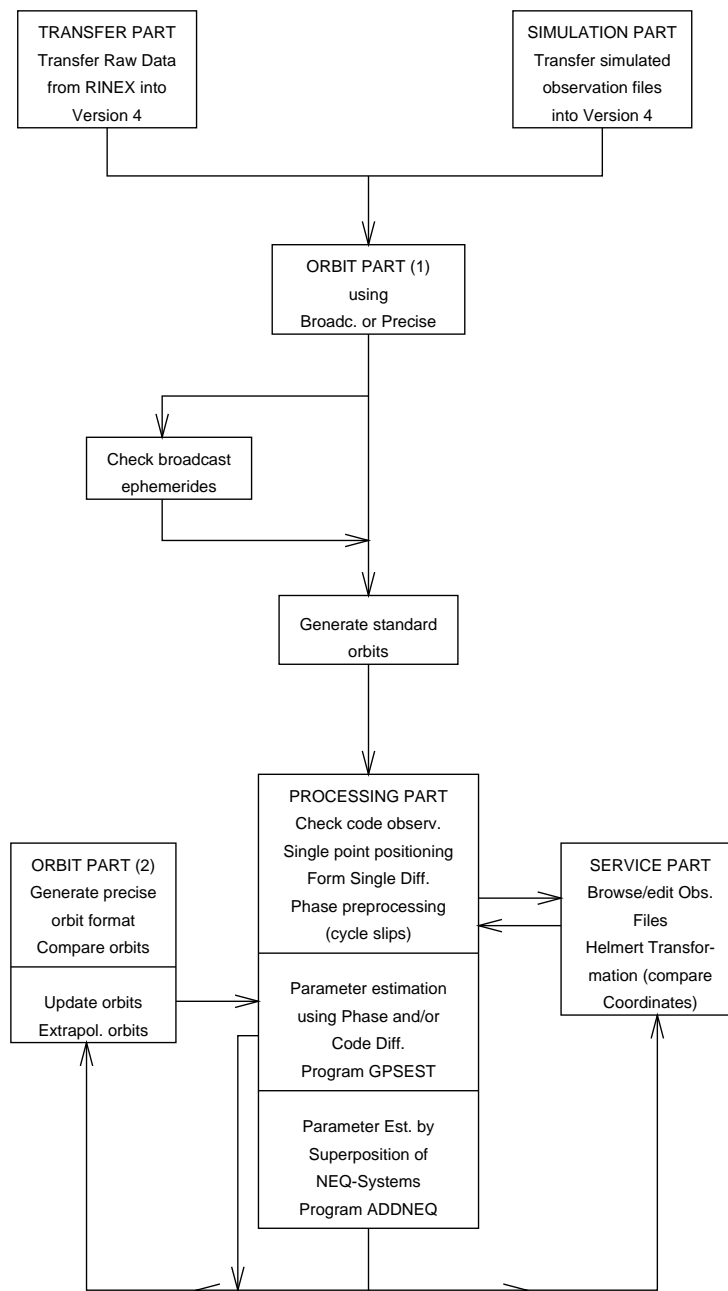 TRANSFER PART
Transfer Raw Data
from RINEX into
Version 4
SIMULATION PART
Transfer simulated
observation files
into Version 4
ORBIT PART (1)
using
Broadc. or Precise
Check broadcast
ephemerides
Generate standard
orbits
PROCESSING PART
Check code observ.
Single point positioning
Form Single Diff.
Phase preprocessing
(cycle slips)
ORBIT PART (2)
Generate precise
orbit format
Compare orbits
Update orbits
Extrapol. orbits
SERVICE PART
Browse/edit Obs.
Files
Helmert Transfor-
mation (compare
Coordinates)
Parameter estimation
using Phase and/or
Code Diff.
Program GPSEST
Parameter Est. by
Superposition of
NEQ-Systems
Program ADDNEQ